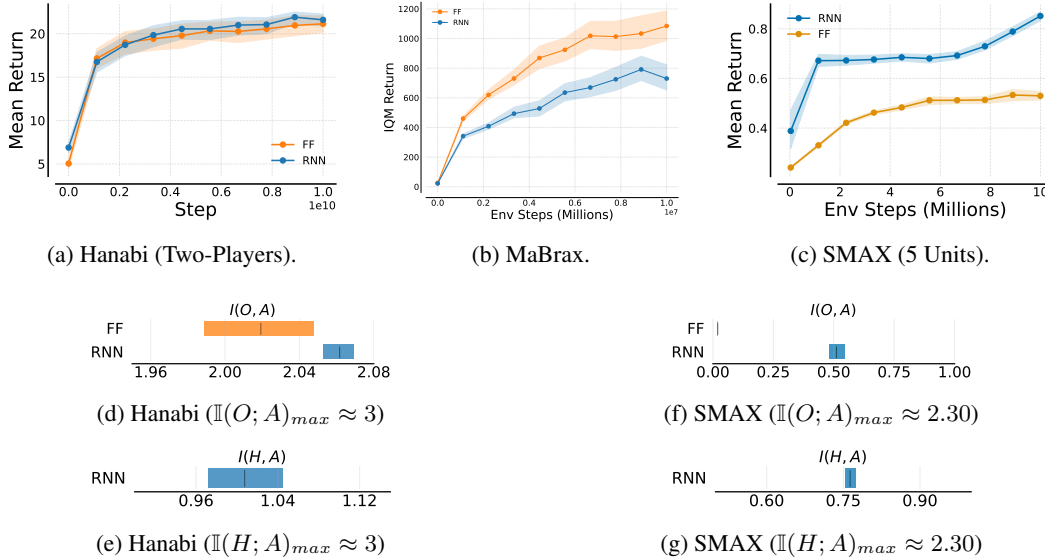 Mean Return
20
15
10
5
0.0 0.2 0.4 0.6 0.8 1.0
1e10
Step
FF
RNN
IQM Return
1200
1000
800
600
400
200
0
0.0 0.2 0.4 0.6 0.8 1.0
1e7
Env Steps (Millions)
FF
RNN
Mean Return
0.8
0.6
0.4
0 2 4 6 8 10
Env Steps (Millions)
RNN
FF
(a) Hanabi (Two-Players).
(b) MaBrax.
(c) SMAX (5 Units).
I(O, A)
FF
RNN
1.96 2.00 2.04 2.08
(d) Hanabi (𝕀(O; A)max ≈ 3)
I(O, A)
FF
RNN
0.00 0.25 0.50 0.75 1.00
(f) SMAX (𝕀(O; A)max ≈ 2.30)
I(H, A)
RNN
0.96 1.04 1.12
(e) Hanabi (𝕀(H; A)max ≈ 3)
I(H, A)
RNN
0.60 0.75 0.90
(g) SMAX (𝕀(H; A)max ≈ 2.30)